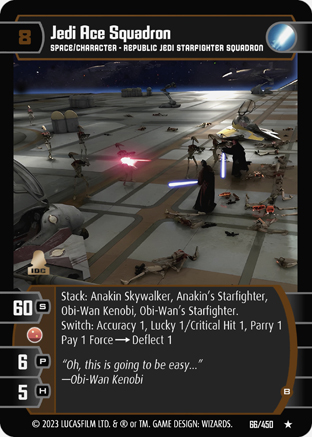 8
Jedi Ace Squadron
SPACE/CHARACTER - REPUBLIC JEDI STARFIGHTER SQUADRON
IDC
60 S
Stack: Anakin Skywalker, Anakin's Starfighter,
Obi-Wan Kenobi, Obi-Wan's Starfighter.
Switch: Accuracy 1, Lucky 1/Critical Hit 1, Parry 1
Pay 1 Force → Deflect 1
6 P
"Oh, this is going to be easy..."
—Obi-Wan Kenobi
5 H
B
© 2023 LUCASFILM LTD. & ® or TM. GAME DESIGN: WIZARDS.
66/450